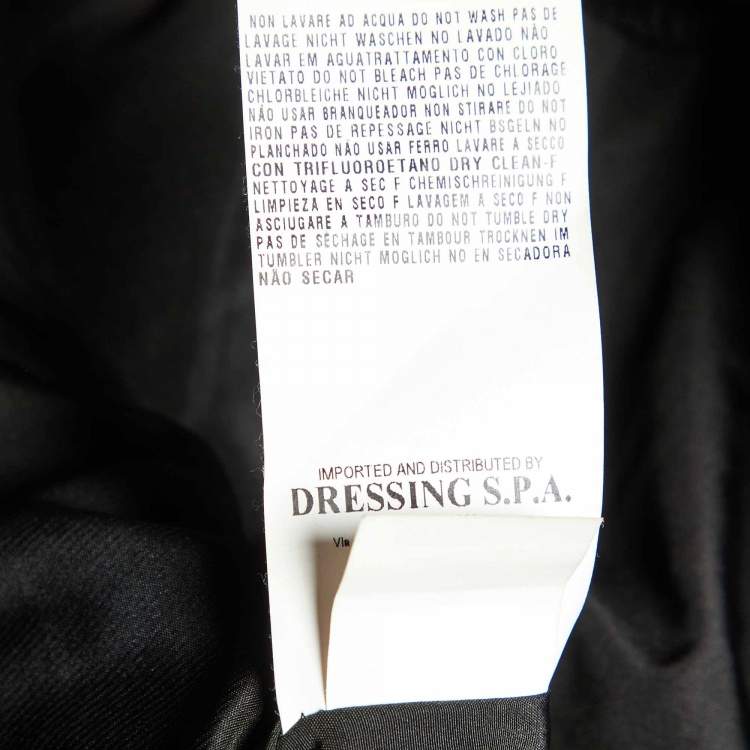 NON LAVARE AD ACQUA DO NOT WASH PAS DE
LAVAGE NICHT WASCHEN NO LAVADO NÃO
LAVAR EM AGUATRATTAMENTO CON CLORO
VIETATO DO NOT BLEACH PAS DE CHLORAGE
CHLORBLEICHE NICHT MOGLICH NO LEJIADO
NÃO USAR BRANQUEADOR NON STIRARE DO NOT
IRON PAS DE REPESSAGE NICHT BSGELN NO
PLANCHADO NÃO USAR FERRO LAVARE A SECCO
CON TRIFLUOROETANO DRY CLEAN-F
NETTOYAGE A SEC F CHEMISCHREINIGUNG F
LIMPIEZA EN SECO F LAVAGEM A SECO F NON
ASCIUGARE A TAMBURO DO NOT TUMBLE DRY
PAS DE SECHAGE EN TAMBOUR TROCKNEN IM
TUMBLER NICHT MOGLICH NO EN SECADORA
NÃO SECAR
IMPORTED AND DISTRIBUTED BY
DRESSING S.P.A.